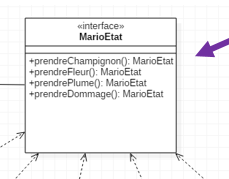 «interface»
MarioEtat
+prendreChampignon(): MarioEtat
+prendreFleur(): MarioEtat
+prendrePlume(): MarioEtat
+prendreDommage(): MarioEtat